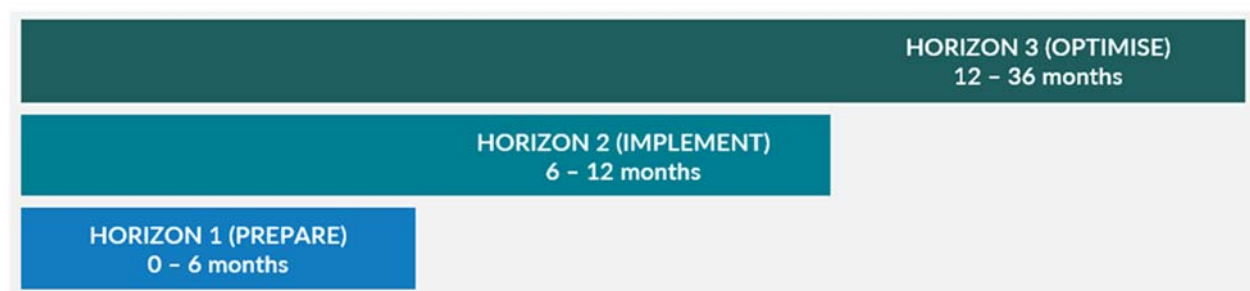 HORIZON 3 (OPTIMISE)
12 – 36 months
HORIZON 2 (IMPLEMENT)
6 – 12 months
HORIZON 1 (PREPARE)
0 – 6 months